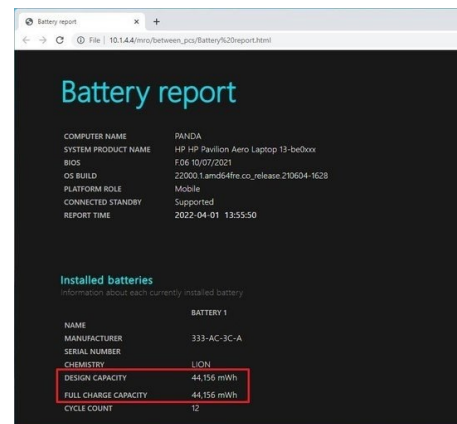 Battery report
File | 10.1.4.4/mro/between_pcs/Battery%20report.html
Battery report
COMPUTER NAME PANDA
SYSTEM PRODUCT NAME HP HP Pavilion Aero Laptop 13-be0xxx
BIOS F.06 10/07/2021
OS BUILD 22000.1.amd64fre.co_release.210604-1628
PLATFORM ROLE Mobile
CONNECTED STANDBY Supported
REPORT TIME 2022-04-01 13:55:50
Installed batteries
Information about each currently installed battery
BATTERY 1
NAME
MANUFACTURER 333-AC-3C-A
SERIAL NUMBER
CHEMISTRY LION
DESIGN CAPACITY 44,156 mWh
FULL CHARGE CAPACITY 44,156 mWh
CYCLE COUNT 12